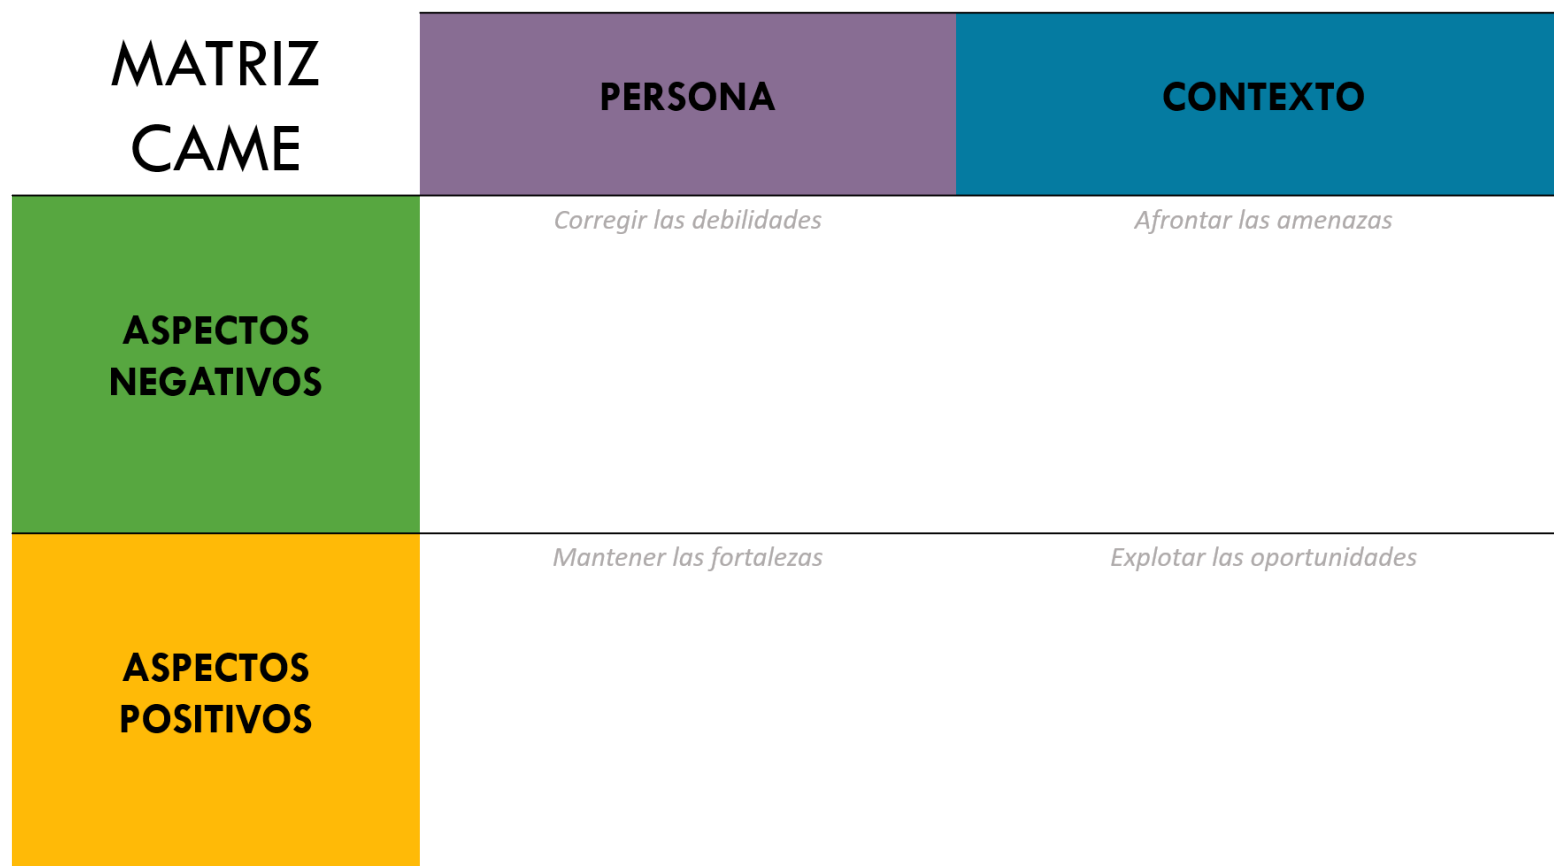 MATRIZ
CAME
PERSONA
CONTEXTO
ASPECTOS
NEGATIVOS
Corregir las debilidades
Afrontar las amenazas
ASPECTOS
POSITIVOS
Mantener las fortalezas
Explotar las oportunidades